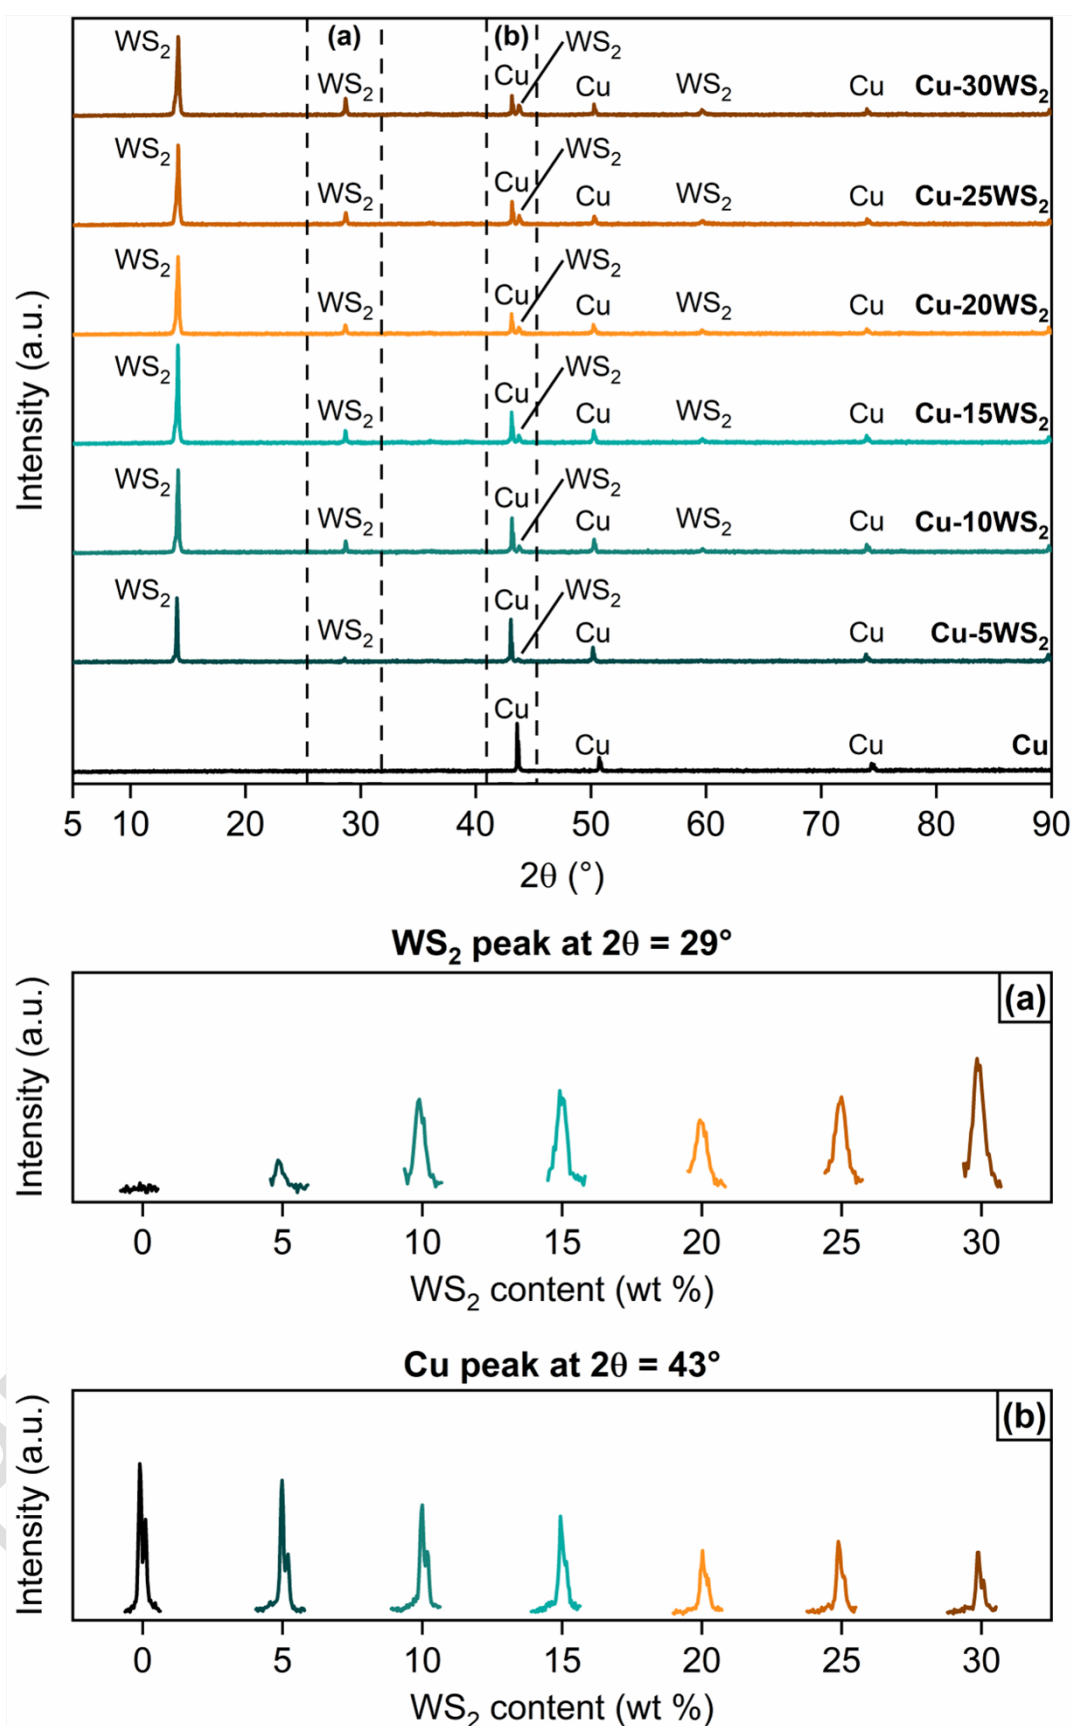 (a) (b)
WS₂ WS₂ Cu WS₂ Cu WS₂ Cu Cu-30WS₂
WS₂ WS₂ Cu WS₂ Cu WS₂ Cu Cu-25WS₂
WS₂ WS₂ Cu WS₂ Cu WS₂ Cu Cu-20WS₂
WS₂ WS₂ Cu WS₂ Cu WS₂ Cu Cu-15WS₂
WS₂ WS₂ Cu WS₂ Cu WS₂ Cu Cu-10WS₂
WS₂ WS₂ Cu WS₂ Cu Cu Cu-5WS₂
Cu Cu Cu Cu
Intensity (a.u.)
5 10 20 30 40 50 60 70 80 90
2θ (°)
WS₂ peak at 2θ = 29°
(a)
Intensity (a.u.)
0 5 10 15 20 25 30
WS₂ content (wt %)
Cu peak at 2θ = 43°
(b)
Intensity (a.u.)
0 5 10 15 20 25 30
WS₂ content (wt %)